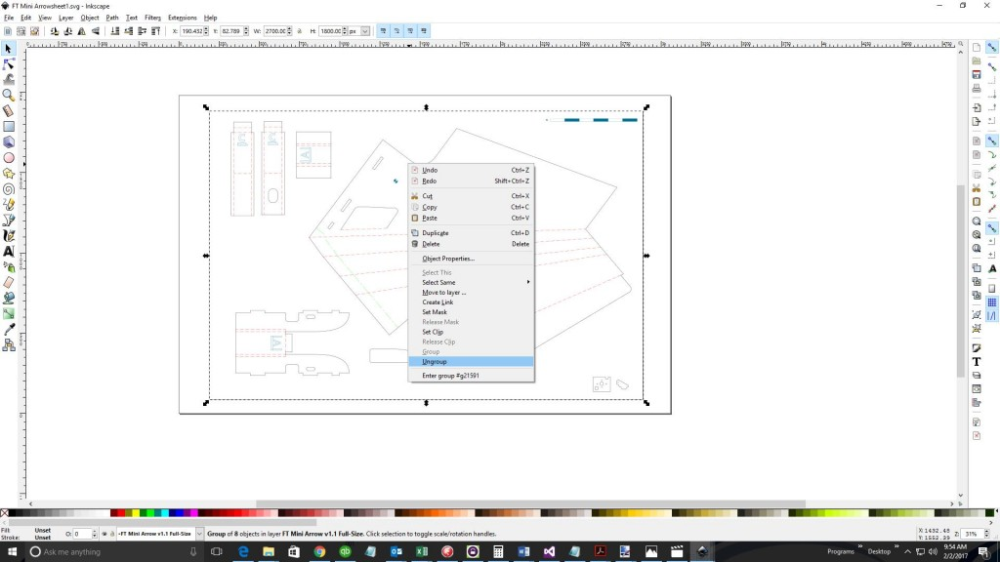 FT Mini Arrowsheet1.svg - Inkscape
File Edit View Layer Object Path Text Filters Extensions Help
X: 190.432 Y: 82.789 W: 2700.00 H: 1800.00 px
Undo Ctrl+Z
Redo Shift+Ctrl+Z
Cut Ctrl+X
Copy Ctrl+C
Paste Ctrl+V
Duplicate Ctrl+D
Delete Delete
Object Properties...
Select This
Select Same
Move to layer ...
Create Link
Set Mask
Release Mask
Set Clip
Release Clip
Group
Ungroup
Enter group #g21591
Fill: Unset
Stroke: Unset
O: 0
FT Mini Arrow v1.1 Full-Size
Group of 8 objects in layer FT Mini Arrow v1.1 Full-Size. Click selection to toggle scale/rotation handles.
X: 1492.48
Y: 1552.39
31%
Ask me anything
Programs
Desktop
9:54 AM
2/2/2017